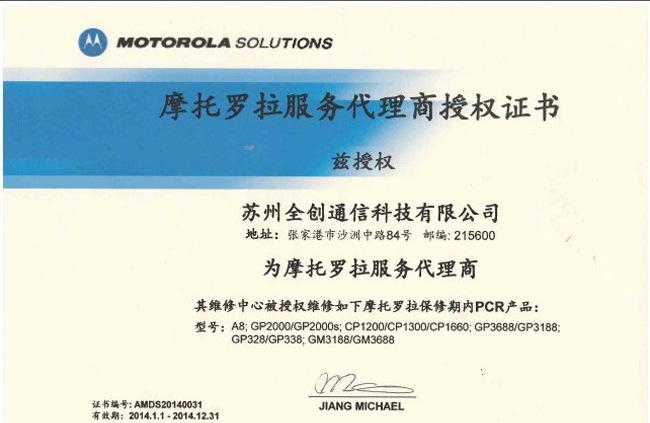 MOTOROLA SOLUTIONS
摩托罗拉服务代理商授权证书
兹授权
苏州全创通信科技有限公司
地址：张家港市沙洲中路84号 邮编: 215600
为摩托罗拉服务代理商
其维修中心被授权维修如下摩托罗拉保修期内PCR产品：
型号：A8; GP2000/GP2000s; CP1200/CP1300/CP1660; GP3688/GP3188;
GP328/GP338; GM3188/GM3688
JIANG MICHAEL
证书编号: AMDS20140031
有效期: 2014.1.1 - 2014.12.31